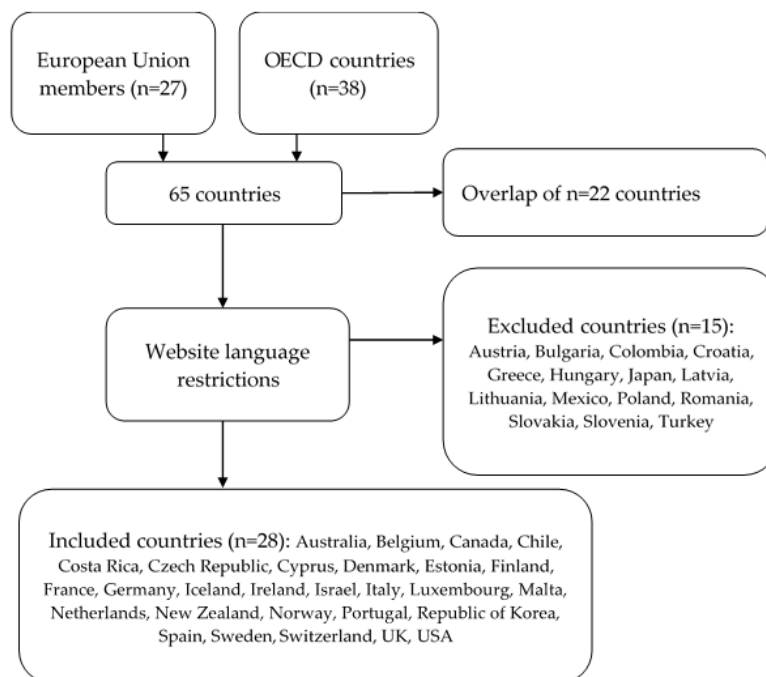 European Union
members (n=27)
OECD countries
(n=38)
65 countries
Overlap of n=22 countries
Website language
restrictions
Excluded countries (n=15):
Austria, Bulgaria, Colombia, Croatia,
Greece, Hungary, Japan, Latvia,
Lithuania, Mexico, Poland, Romania,
Slovakia, Slovenia, Turkey
Included countries (n=28): Australia, Belgium, Canada, Chile,
Costa Rica, Czech Republic, Cyprus, Denmark, Estonia, Finland,
France, Germany, Iceland, Ireland, Israel, Italy, Luxembourg, Malta,
Netherlands, New Zealand, Norway, Portugal, Republic of Korea,
Spain, Sweden, Switzerland, UK, USA